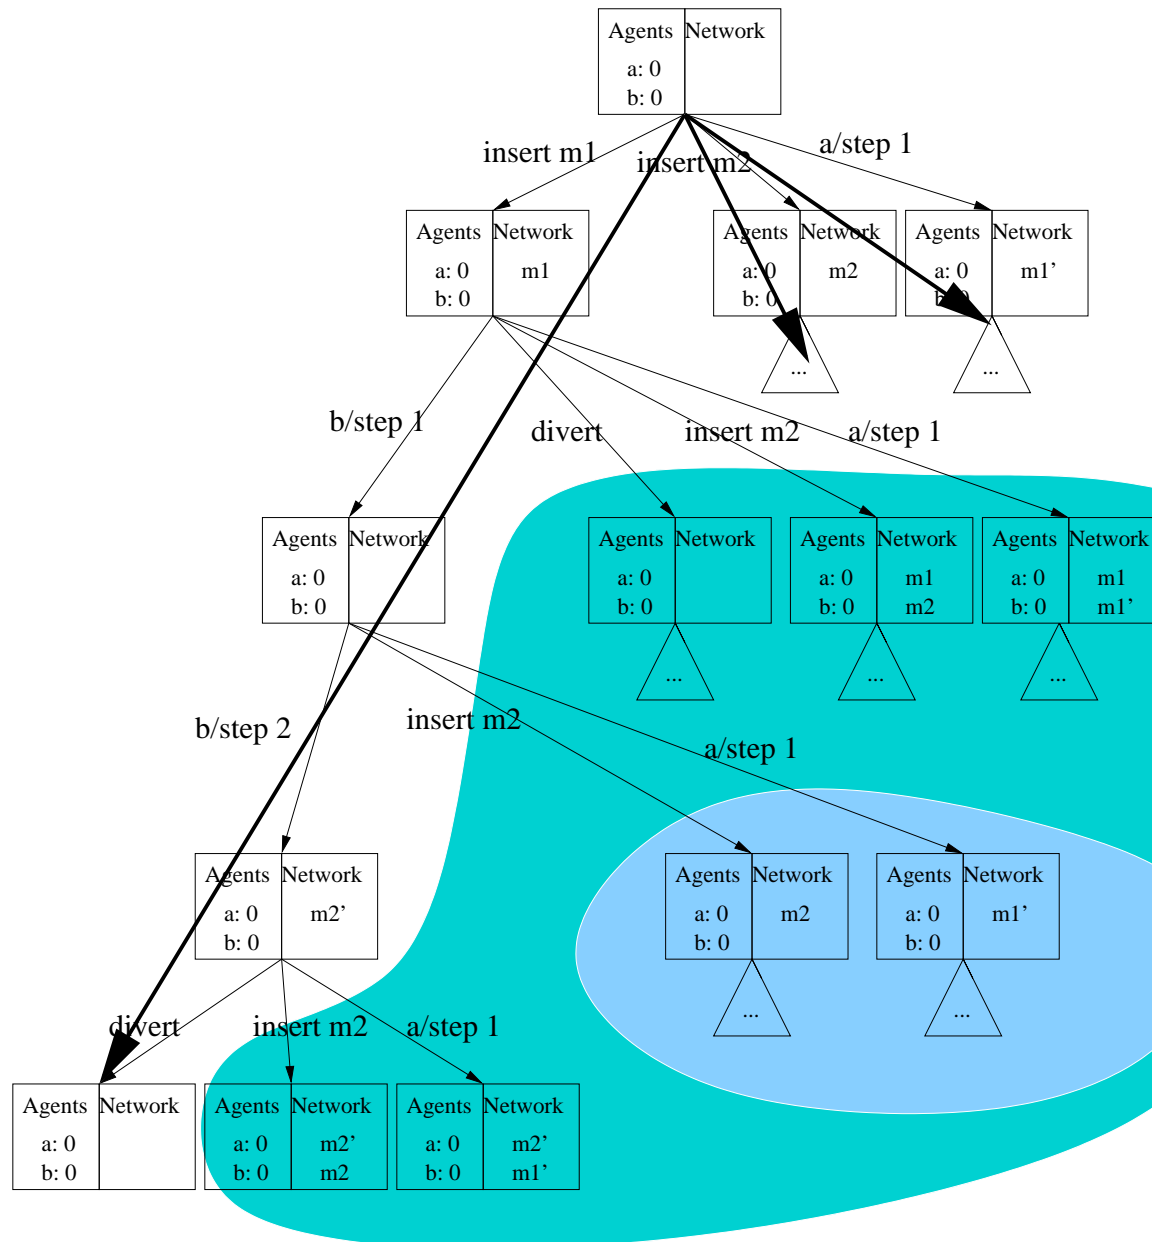 Agents Network
a: 0
b: 0
insert m1
insert m2
a/step 1
Agents Network
a: 0 m1
b: 0
Agents Network
a: 0 m2
b: 0
Agents Network
a: 0 m1’
b: 0
...
...
b/step 1
divert
insert m2
a/step 1
Agents Network
a: 0
b: 0
Agents Network
a: 0
b: 0
Agents Network
a: 0 m1
b: 0 m2
Agents Network
a: 0 m1
b: 0 m1’
...
...
...
b/step 2
insert m2
a/step 1
Agents Network
a: 0 m2’
b: 0
Agents Network
a: 0 m2
b: 0
Agents Network
a: 0 m1’
b: 0
...
...
divert
insert m2
a/step 1
Agents Network
a: 0
b: 0
Agents Network
a: 0 m2’
b: 0 m2
Agents Network
a: 0 m2’
b: 0 m1’